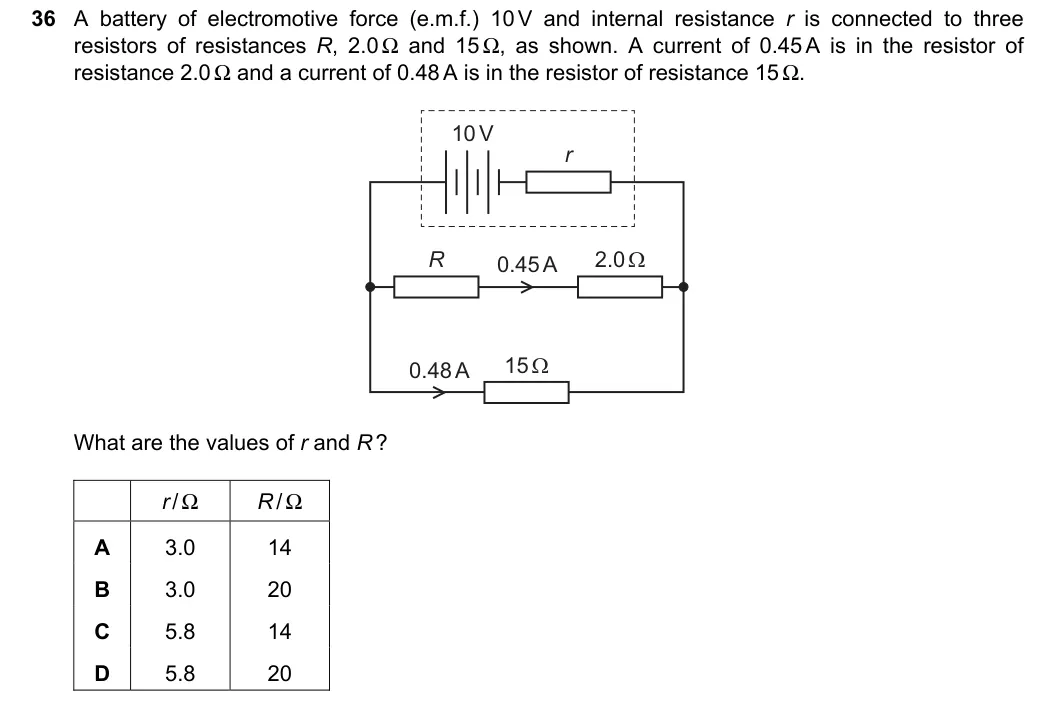 36 A battery of electromotive force (e.m.f.) 10 V and internal resistance r is connected to three
resistors of resistances R, 2.0 Ω and 15 Ω, as shown. A current of 0.45 A is in the resistor of
resistance 2.0 Ω and a current of 0.48 A is in the resistor of resistance 15 Ω.
10 V
r
R 0.45 A 2.0 Ω
0.48 A 15 Ω
What are the values of r and R?
r/Ω R/Ω
A 3.0 14
B 3.0 20
C 5.8 14
D 5.8 20